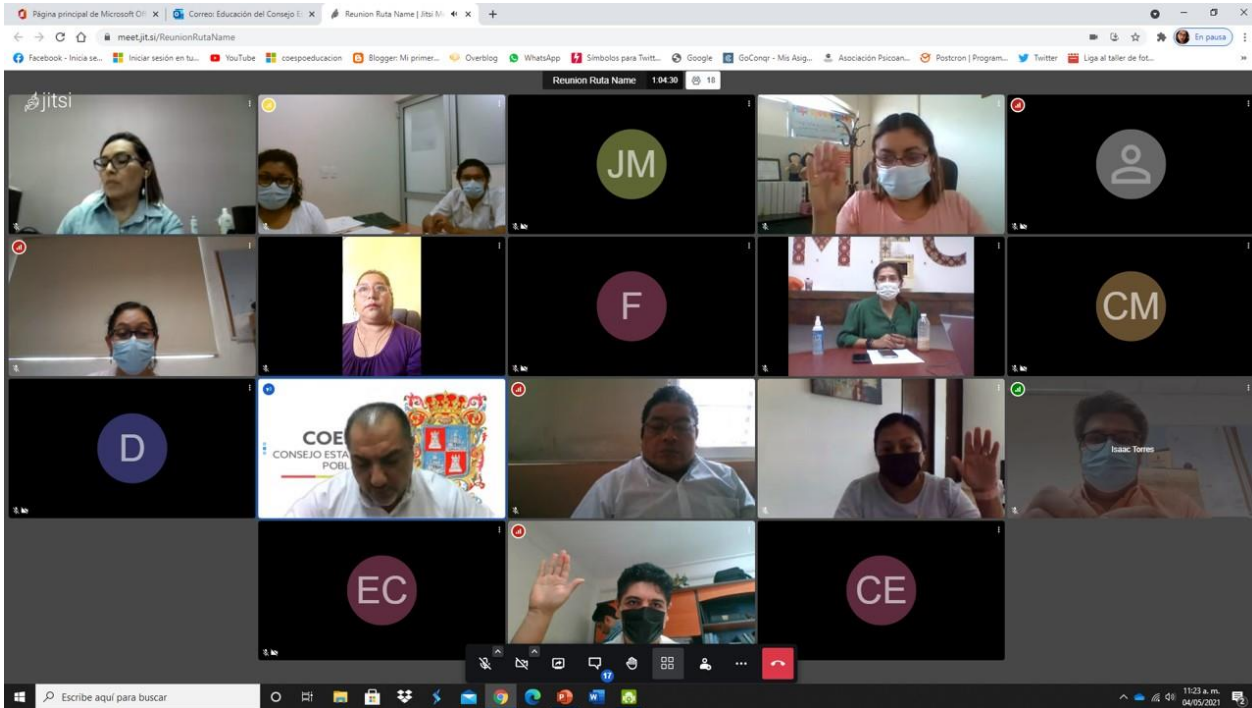 Página principal de Microsoft Of
Correo: Educación del Consejo E
Reunion Ruta Name | Jitsi M
meet.jit.si/ReunionRutaName
En pausa
Facebook - Inicia se...
Iniciar sesión en tu...
YouTube
coespoeducacion
Blogger: Mi primer...
Overblog
WhatsApp
Símbolos para Twitt...
Google
GoConqr - Mis Asig...
Asociación Psicoan...
Postcron | Program...
Twitter
Liga al taller de fot...
Reunion Ruta Name 1:04:30 18
jitsi
JM
F
CM
D
COE
CONSEJO ESTA
POBL
Isaac Torres
EC
CE
17
Escribe aquí para buscar
11:23 a. m.
04/05/2021
2